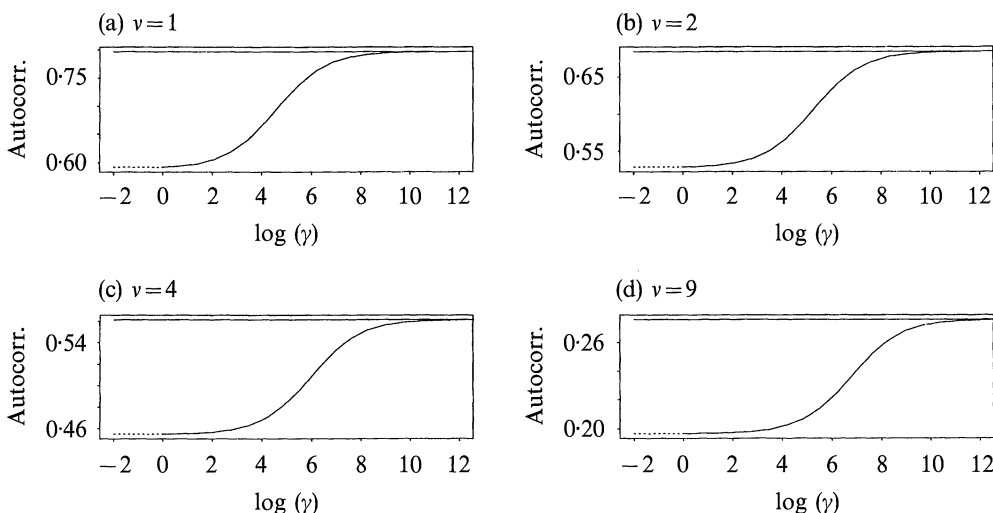 (a) v=1
Autocorr.
0·75
0·60
−2 0 2 4 6 8 10 12
log (γ)
(b) v=2
Autocorr.
0·65
0·55
−2 0 2 4 6 8 10 12
log (γ)
(c) v=4
Autocorr.
0·54
0·46
−2 0 2 4 6 8 10 12
log (γ)
(d) v=9
Autocorr.
0·26
0·20
−2 0 2 4 6 8 10 12
log (γ)